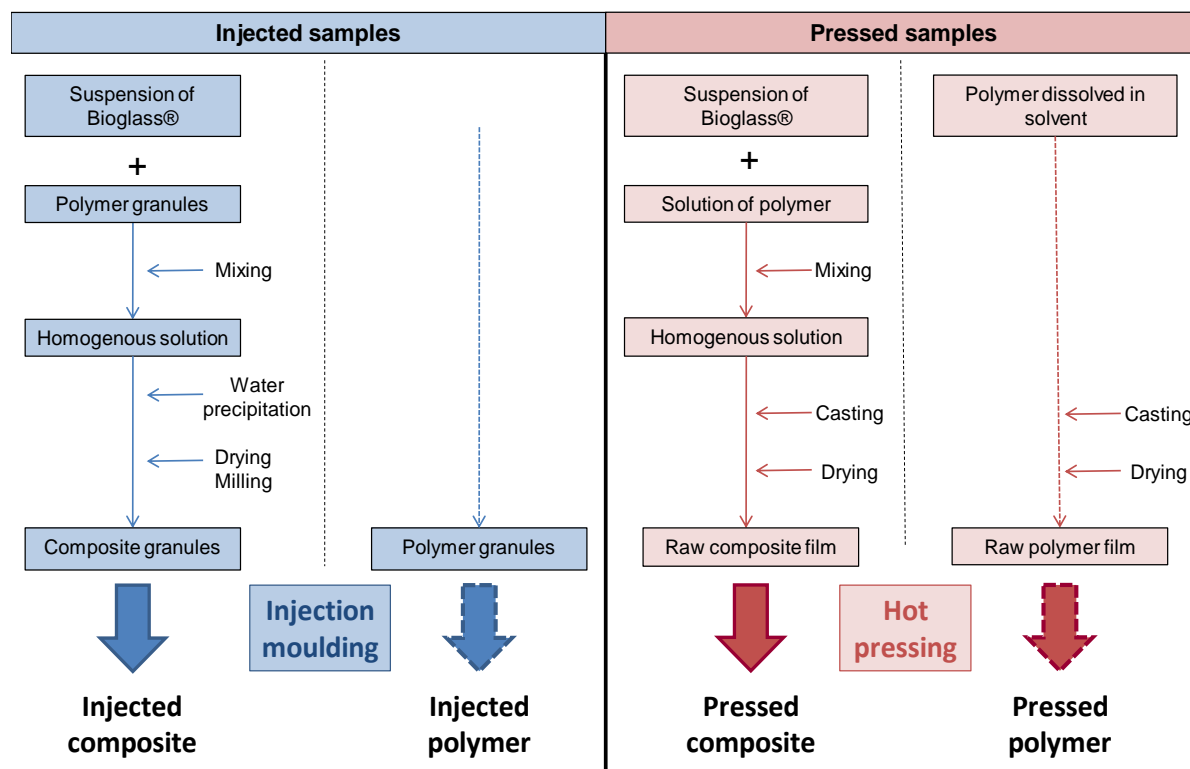 Injected samples
Pressed samples
Suspension of
Bioglass®
+
Polymer granules
Mixing
Homogenous solution
Water
precipitation
Drying
Milling
Composite granules
Polymer granules
Injection
moulding
Injected
composite
Injected
polymer
Suspension of
Bioglass®
+
Solution of polymer
Mixing
Homogenous solution
Casting
Drying
Raw composite film
Polymer dissolved in
solvent
Casting
Drying
Raw polymer film
Hot
pressing
Pressed
composite
Pressed
polymer